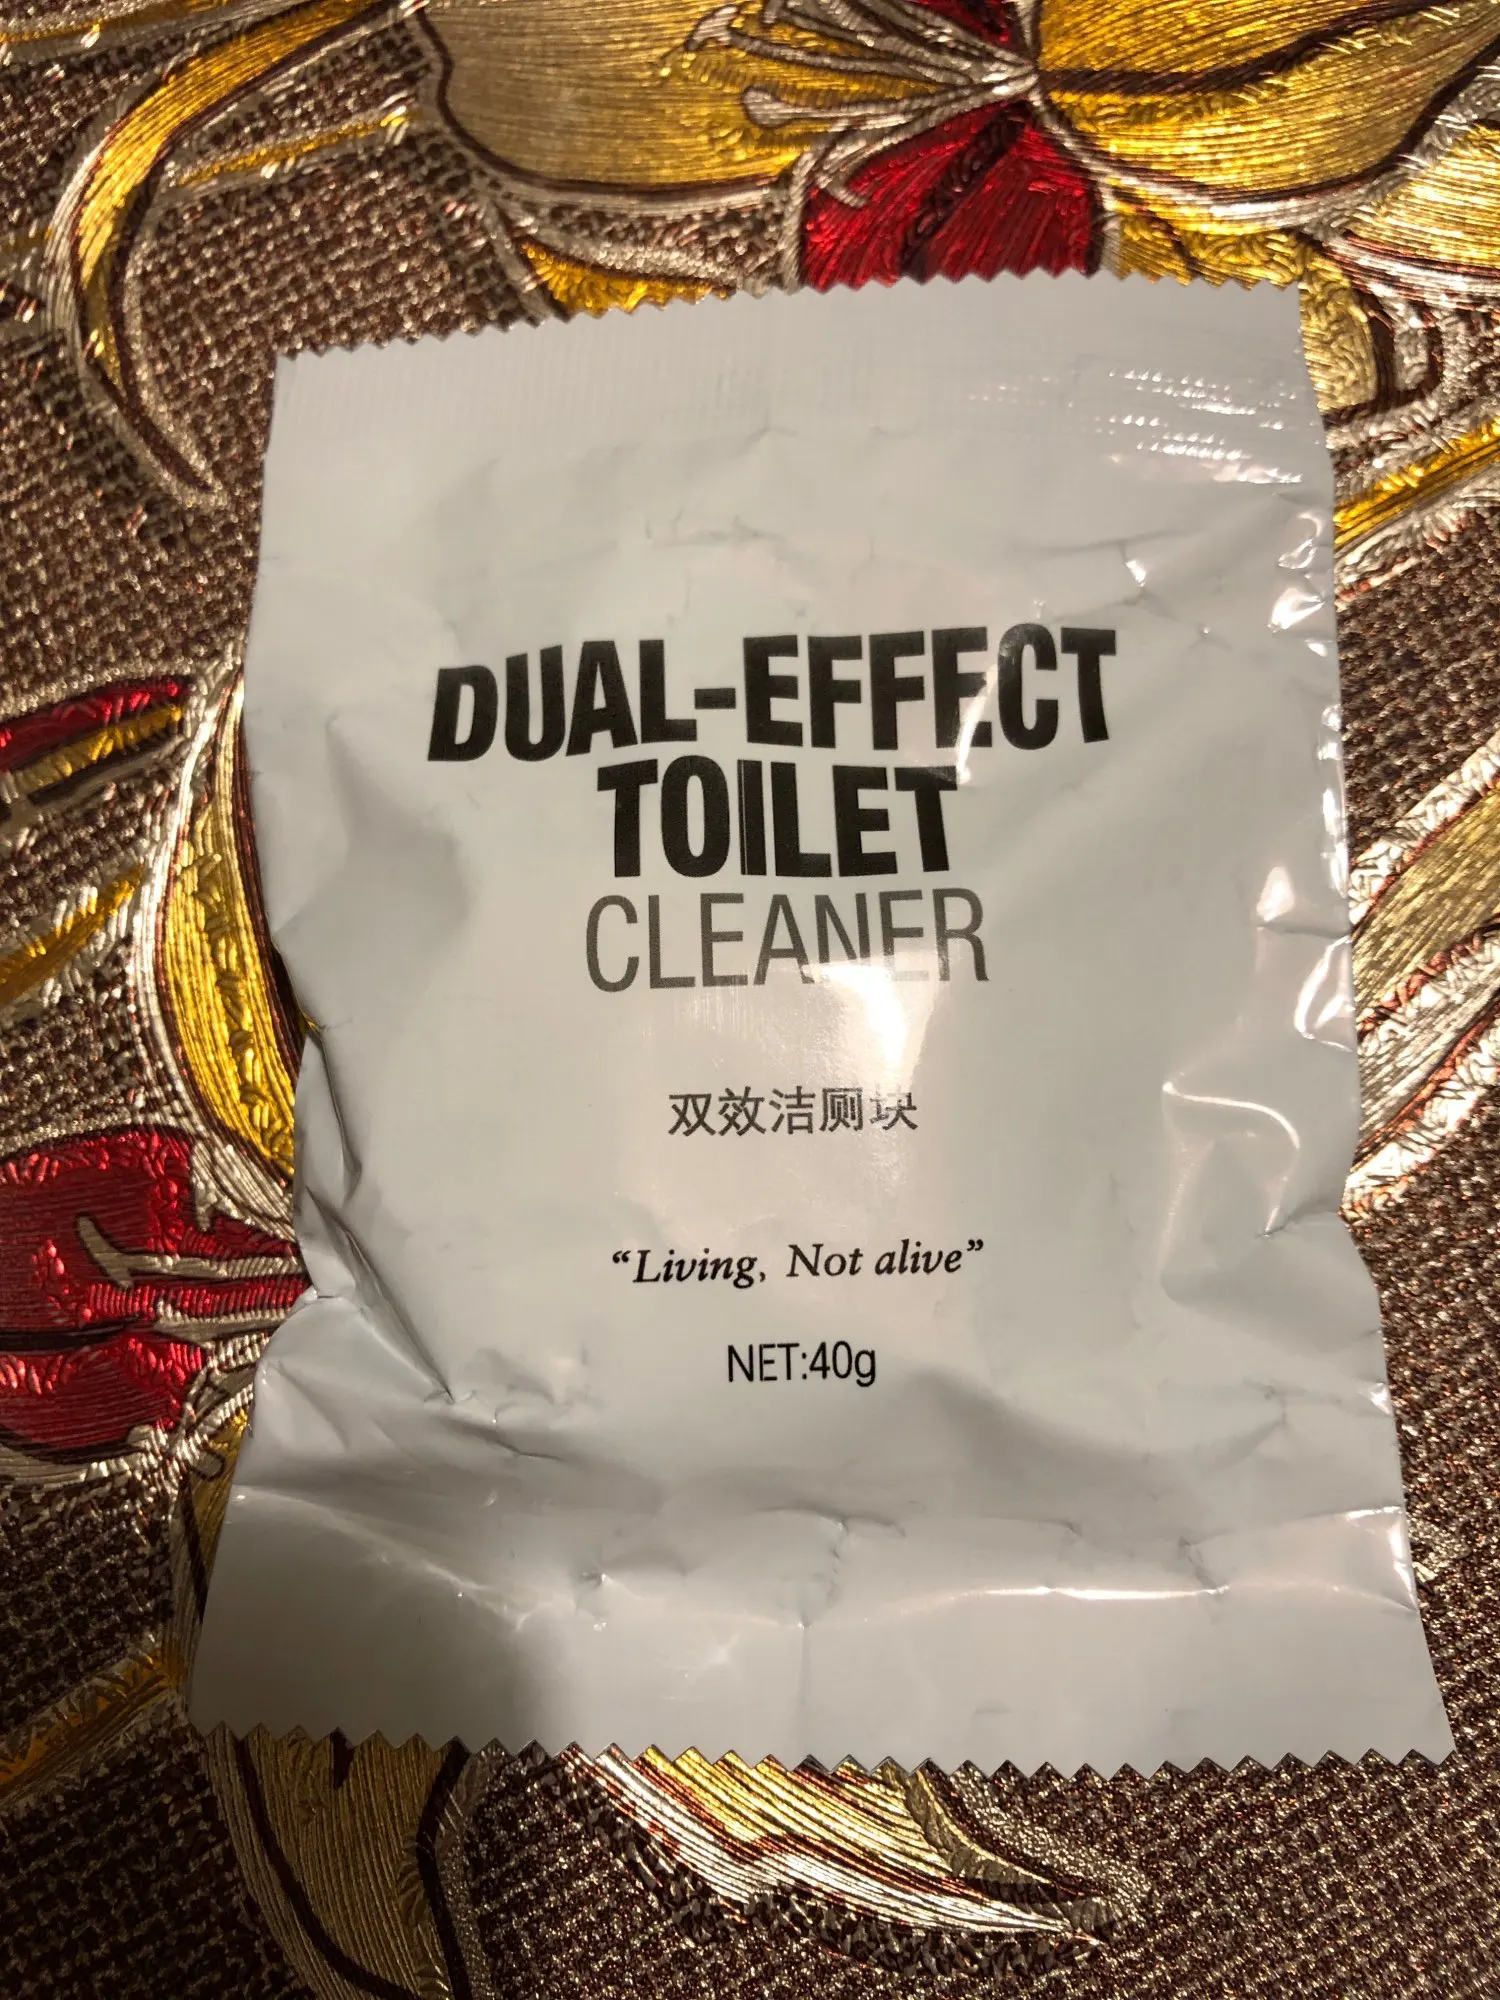 DUAL-EFFECT
TOILET
CLEANER
双效洁厕块
“Living, Not alive”
NET:40g